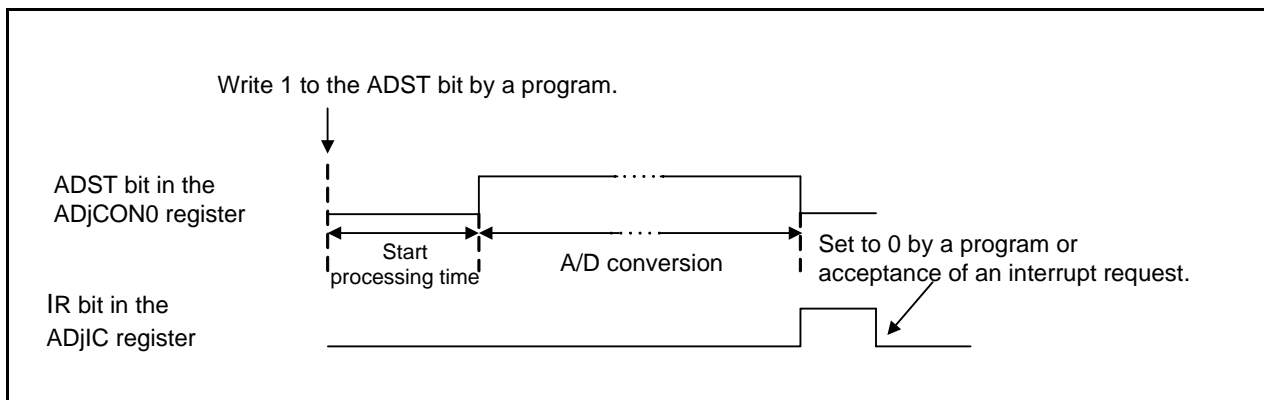 Write 1 to the ADST bit by a program.
ADST bit in the
ADjCON0 register
Start
processing time
A/D conversion
Set to 0 by a program or
acceptance of an interrupt request.
IR bit in the
ADjIC register